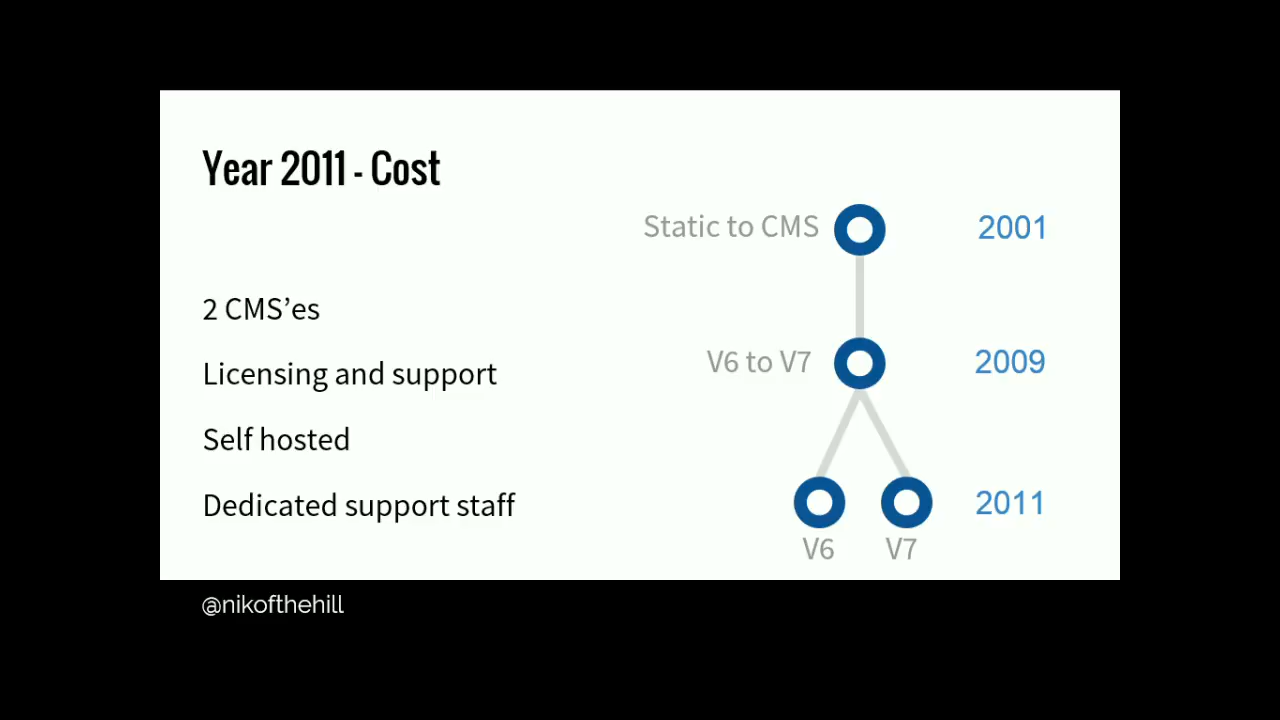 Year 2011 - Cost
2 CMS’es
Licensing and support
Self hosted
Dedicated support staff
Static to CMS 2001
V6 to V7 2009
2011
V6 V7
@nikofthehill